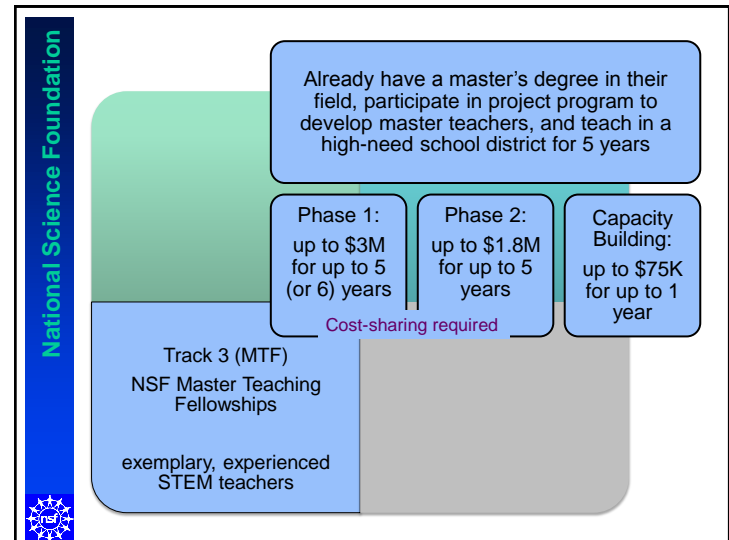 National Science Foundation
Already have a master's degree in their
field, participate in project program to
develop master teachers, and teach in a
high-need school district for 5 years
Phase 1:
up to $3M
for up to 5
(or 6) years
Phase 2:
up to $1.8M
for up to 5
years
Capacity
Building:
up to $75K
for up to 1
year
Cost-sharing required
Track 3 (MTF)
NSF Master Teaching
Fellowships
exemplary, experienced
STEM teachers
nsf